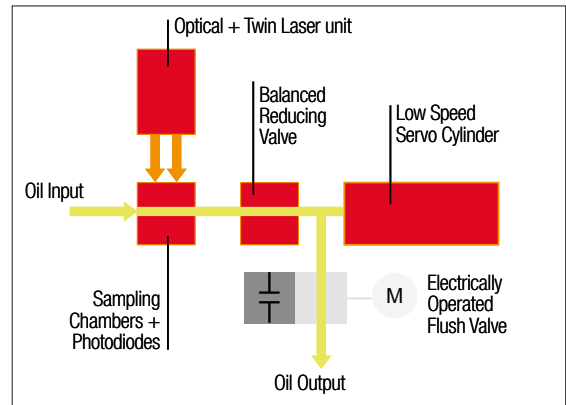 Optical + Twin Laser unit
Balanced
Reducing
Valve
Low Speed
Servo Cylinder
Oil Input
Sampling
Chambers +
Photodiodes
M
Electrically
Operated
Flush Valve
Oil Output